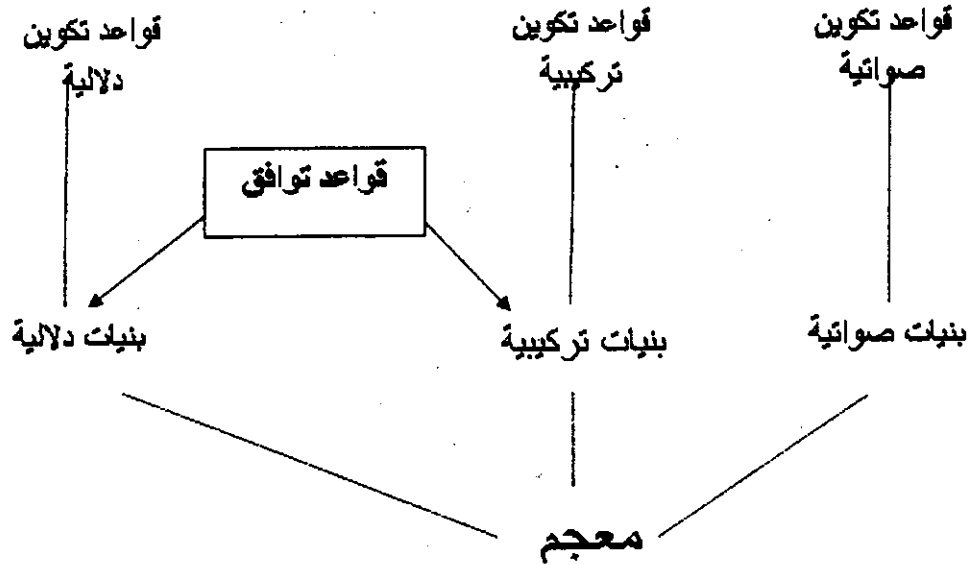 قواعد تكوين
صواتية
قواعد تكوين
تركيبية
قواعد تكوين
دلالية
قواعد توافق
بنيات صواتية
بنيات تركيبية
بنيات دلالية
معجم